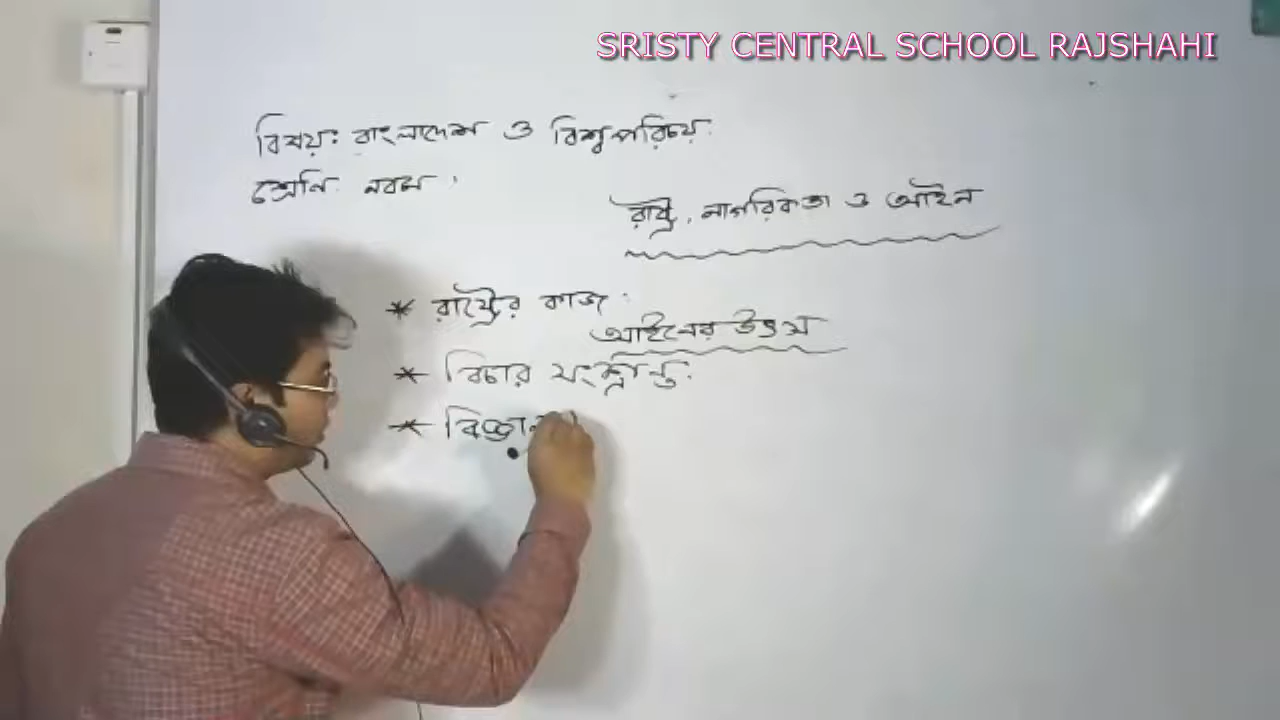 SRISTY CENTRAL SCHOOL RAJSHAHI
বিষয়: বাংলাদেশ ও বিশ্বপরিচয়.
শ্রেণি: নবম.
রাষ্ট্র, নাগরিকতা ও আইন
* রাষ্ট্রের কাজ:
আইনের উৎস
* বিচার সংক্রান্ত.
*